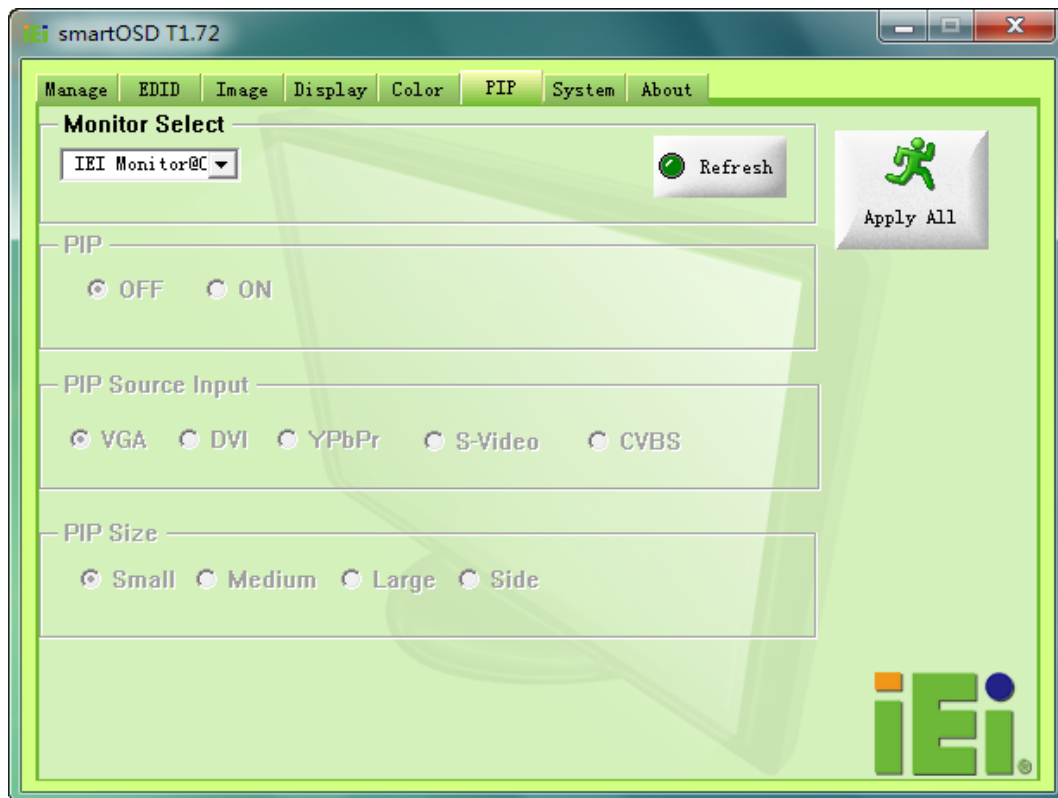 iEi smartOSD T1.72
Manage EDID Image Display Color PIP System About
Monitor Select
IEI Monitor@ Refresh
Apply All
PIP
OFF ON
PIP Source Input
VGA DVI YPbPr S-Video CVBS
PIP Size
Small Medium Large Side
iEi®